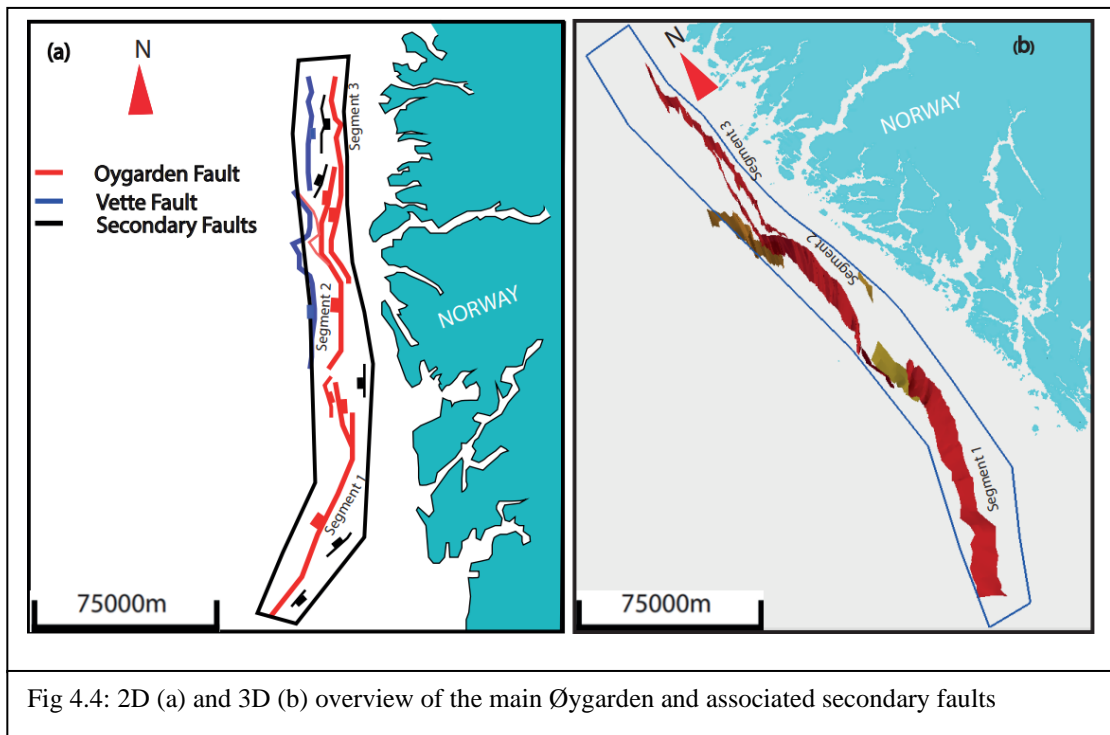 (a)
N
Oygarden Fault
Vette Fault
Secondary Faults
Segment 3
Segment 2
Segment 1
NORWAY
75000m
(b)
N
NORWAY
Segment 3
Segment 2
Segment 1
75000m
Fig 4.4: 2D (a) and 3D (b) overview of the main Øygarden and associated secondary faults